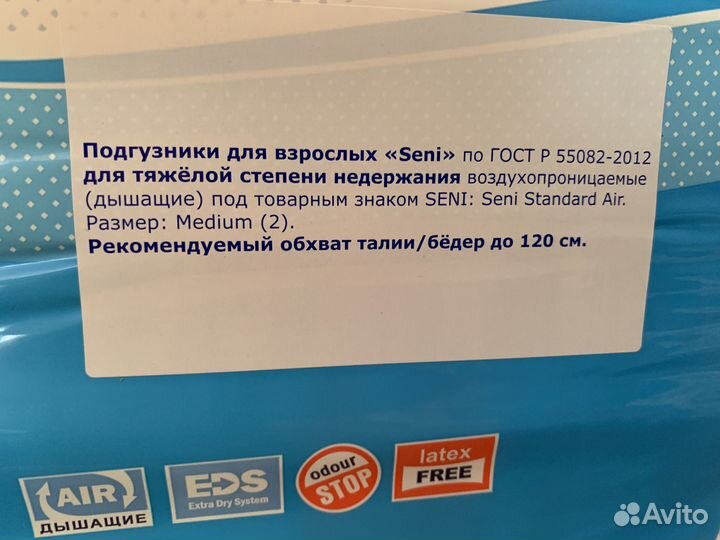 Подгузники для взрослых «Seni» по ГОСТ Р 55082-2012
для тяжёлой степени недержания воздухопроницаемые
(дышащие) под товарным знаком SENI: Seni Standard Air.
Размер: Medium (2).
Рекомендуемый обхват талии/бёдер до 120 см.
AIR
ДЫШАЩИЕ
EDS
Extra Dry System
odour
STOP
latex
FREE
Avito